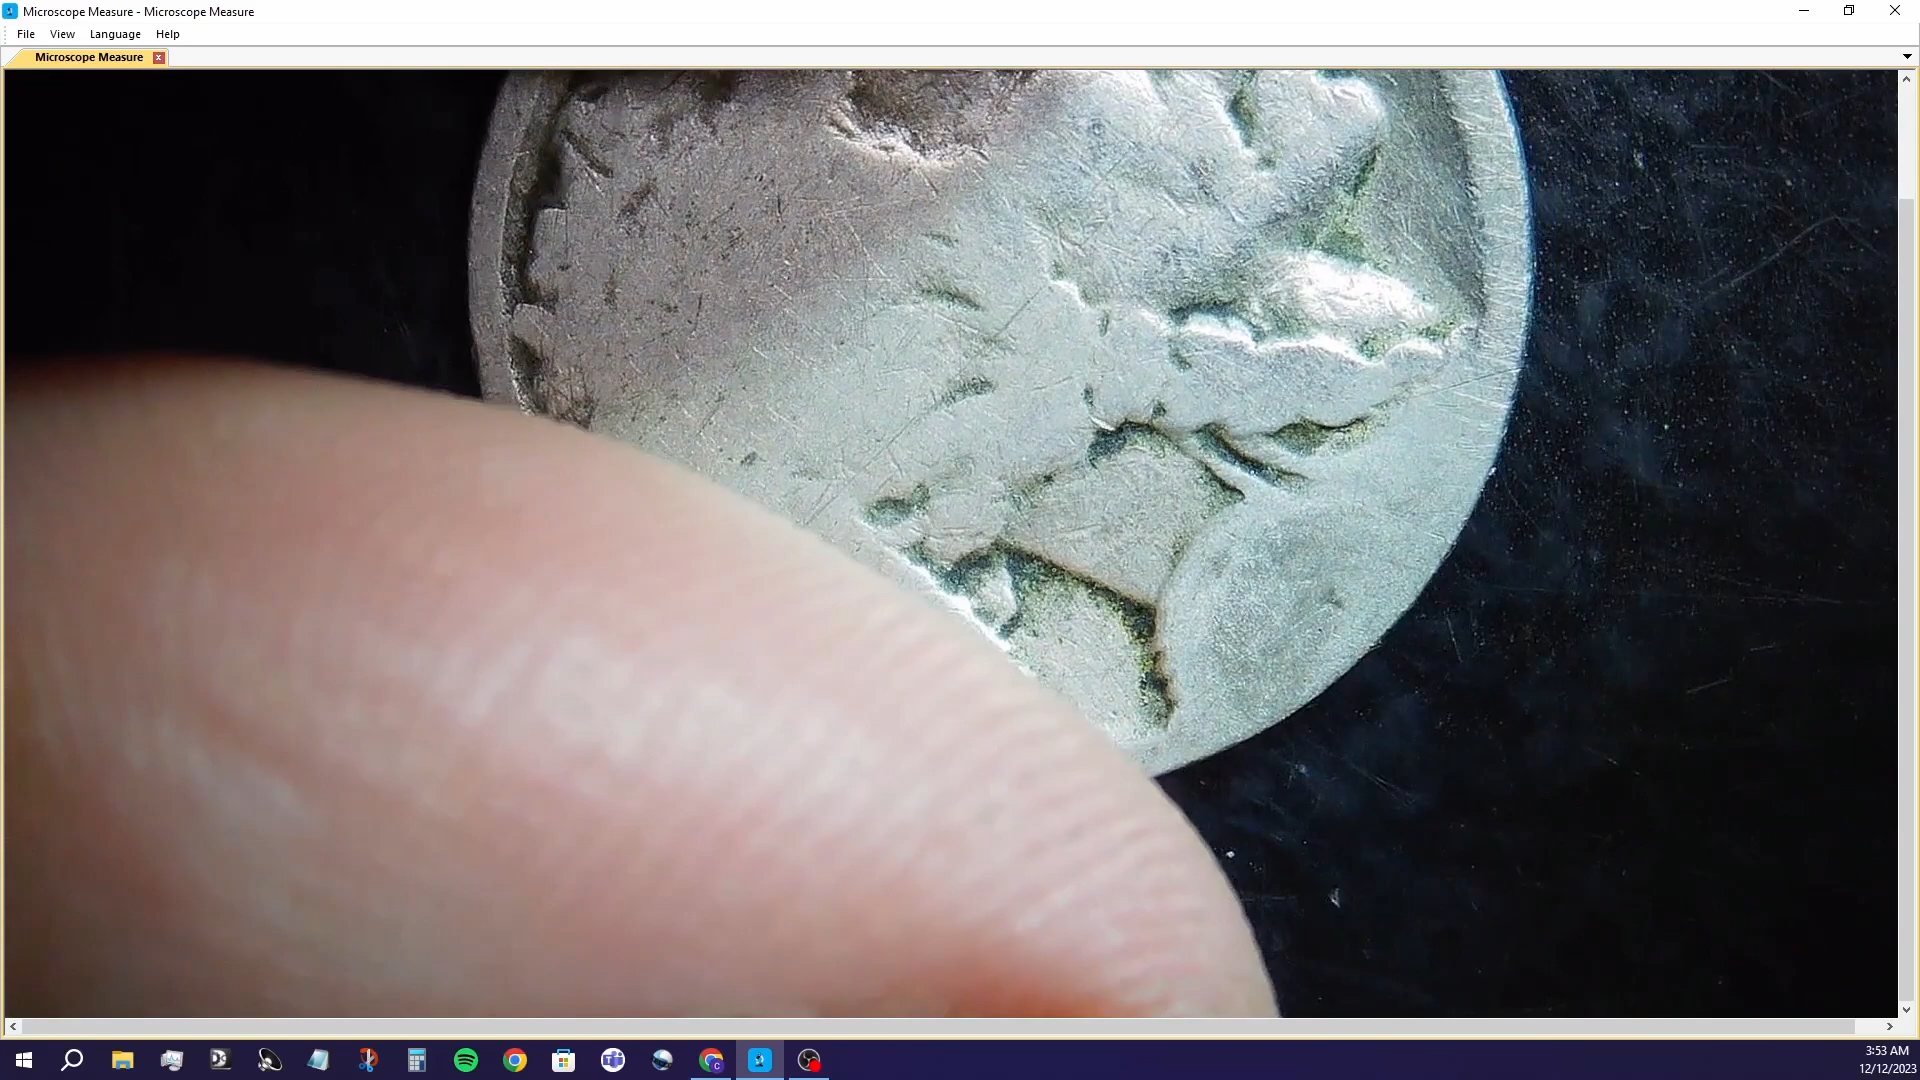 Microscope Measure - Microscope Measure
File View Language Help
Microscope Measure
3:53 AM
12/12/2023